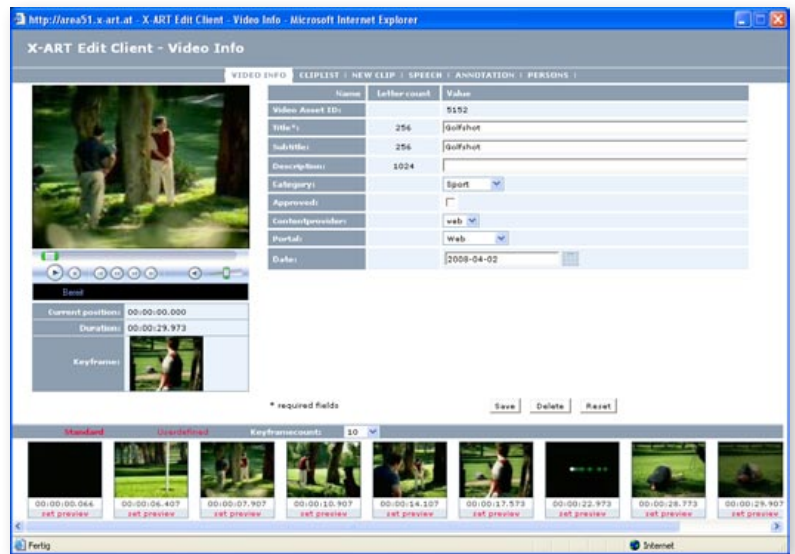 http://area51.x-art.at - X-ART Edit Client - Video Info - Microsoft Internet Explorer
X-ART Edit Client - Video Info
VIDEO INFO | CLIPLIST | NEW CLIP | SPEECH | ANNOTATION | PERSONS |
Name Letter count Value
Video Asset ID: 5152
Title*: 256 Golfshot
Subtitle: 256 Golfshot
Description: 1024
Category: Sport
Approved:
Contentprovider: web
Portal: Web
Date: 2008-04-02
Bereit
Current position: 00:00:00.000
Duration: 00:00:29.973
Keyframe:
* required fields Save Delete Reset
Standard Userdefined Keyframecount: 10
00:00:00.066 00:00:06.407 00:00:07.907 00:00:10.907 00:00:14.107 00:00:17.573 00:00:22.973 00:00:28.773 00:00:29.907
set preview set preview set preview set preview set preview set preview set preview set preview set preview
Fertig Internet